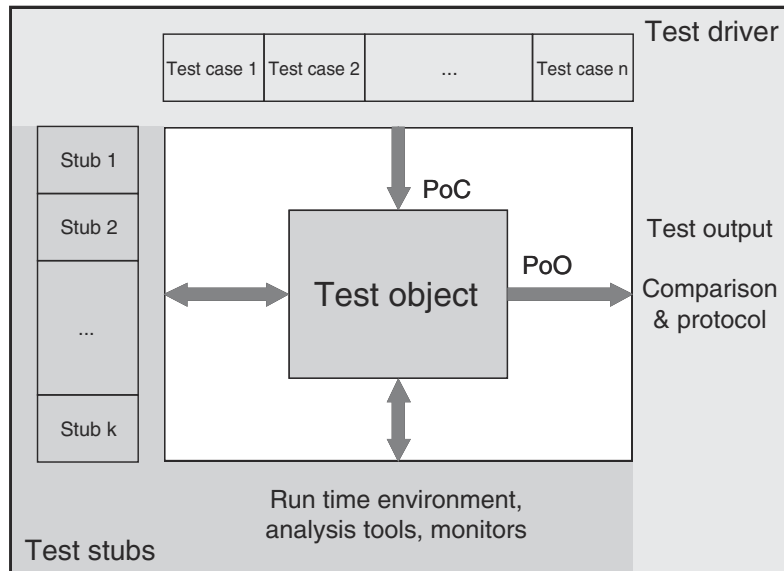 Test driver
Test case 1
Test case 2
...
Test case n
Stub 1
Stub 2
...
Stub k
PoC
Test object
PoO
Test output
Comparison
& protocol
Run time environment,
analysis tools, monitors
Test stubs